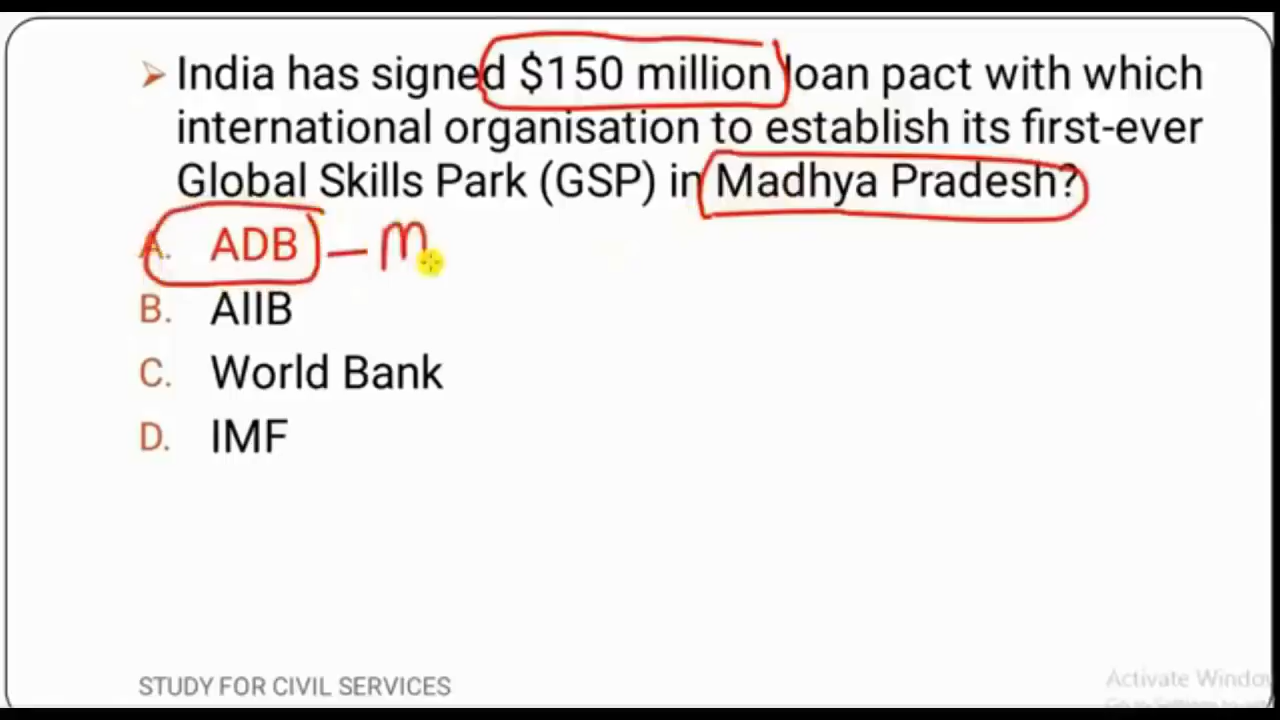 India has signed $150 million loan pact with which
international organisation to establish its first-ever
Global Skills Park (GSP) in Madhya Pradesh?
A. ADB – M
B. AIIB
C. World Bank
D. IMF
STUDY FOR CIVIL SERVICES
Activate Windo